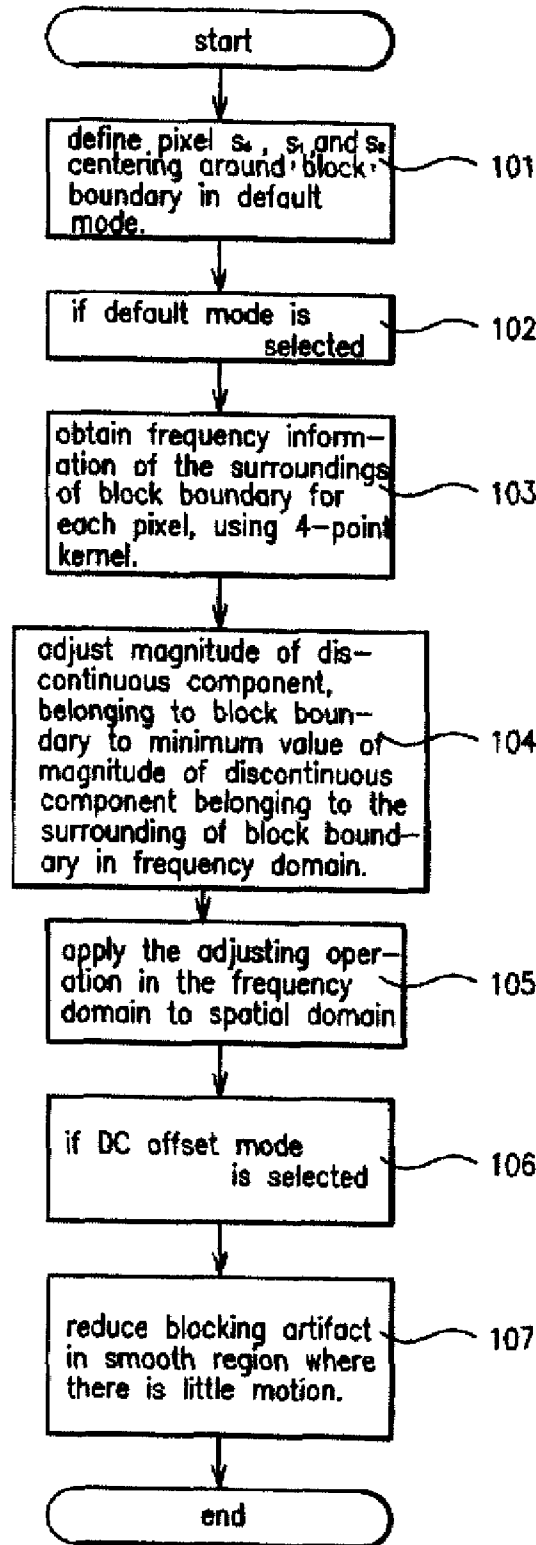 start
define pixel s₀, s₁ and s₂
centering around block
boundary in default
mode.
101
if default mode is
selected
102
obtain frequency inform-
ation of the surroundings
of block boundary for
each pixel, using 4-point
kernel.
103
adjust magnitude of dis-
continuous component,
belonging to block boun-
dary to minimum value of
magnitude of discontinuous
component belonging to the
surrounding of block bound-
ary in frequency domain.
104
apply the adjusting oper-
ation in the frequency
domain to spatial domain
105
if DC offset mode
is selected
106
reduce blocking artifact
in smooth region where
there is little motion.
107
end